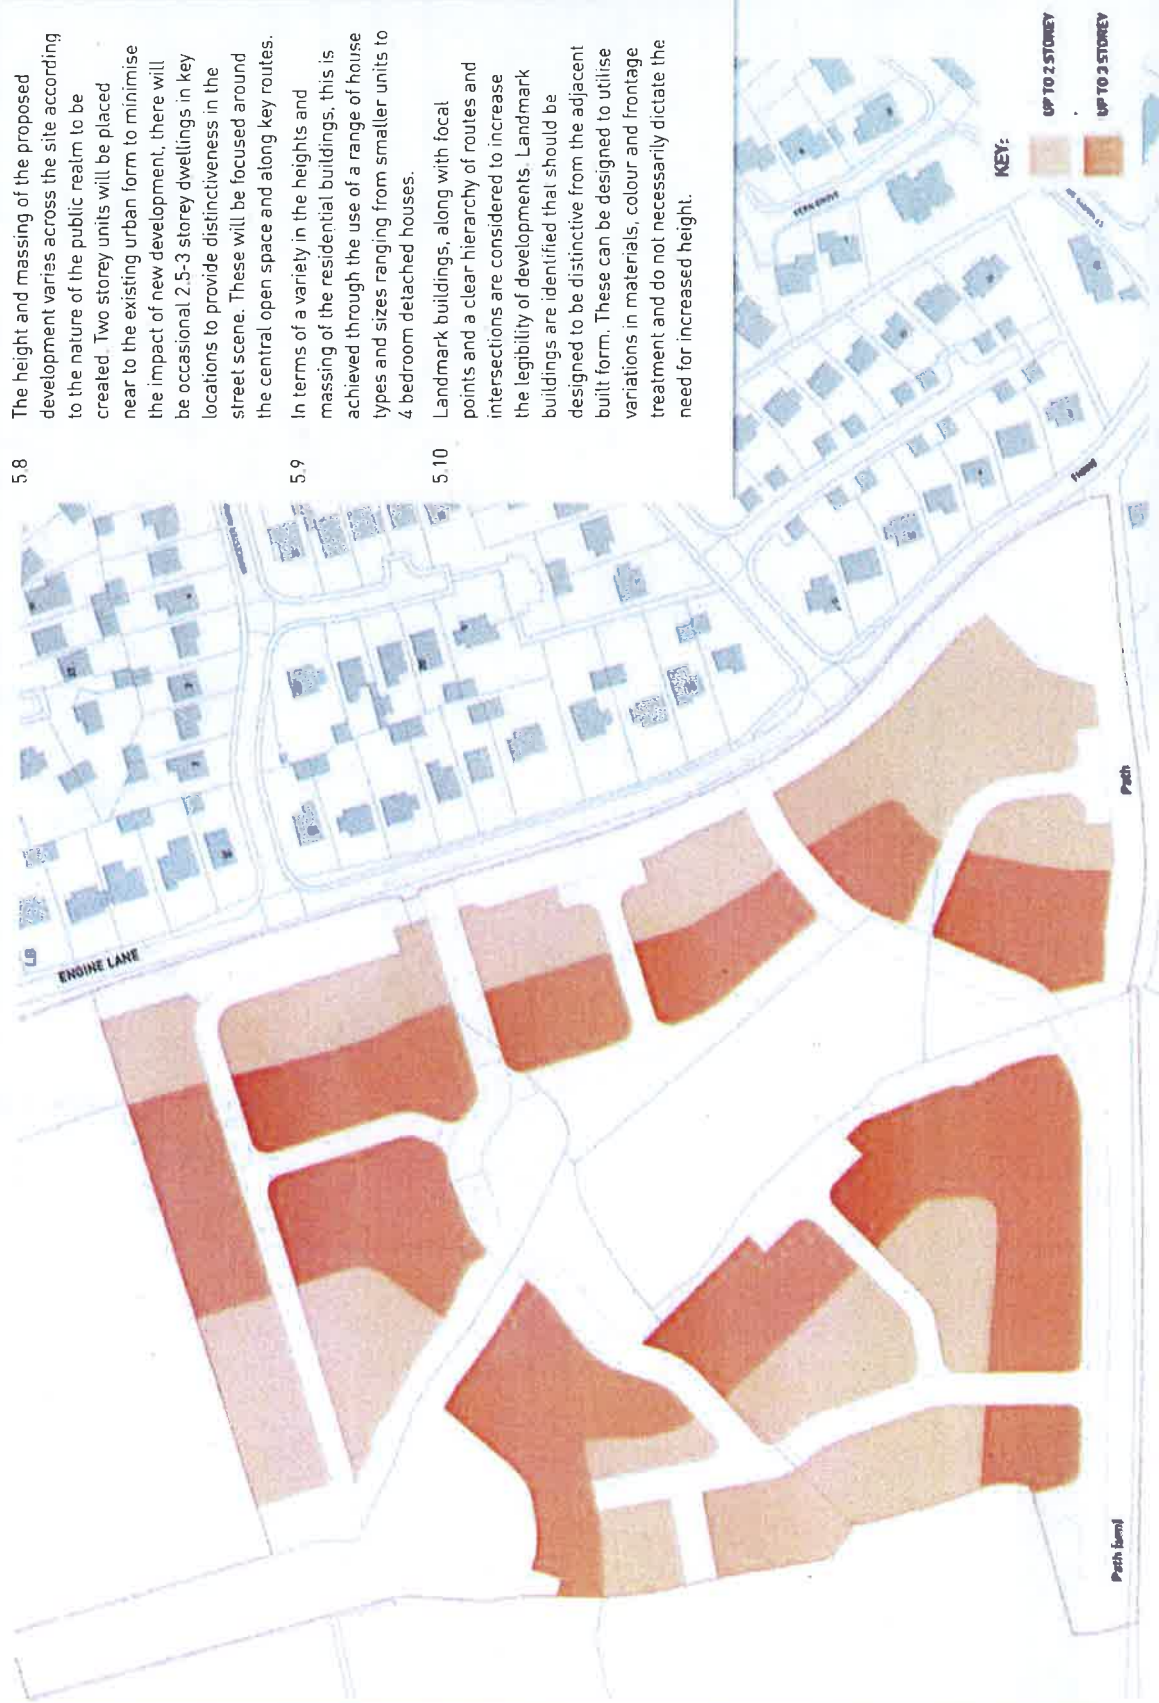 5.8
The height and massing of the proposed
development varies across the site according
to the nature of the public realm to be
created. Two storey units will be placed
near to the existing urban form to minimise
the impact of new development, there will
be occasional 2.5-3 storey dwellings in key
locations to provide distinctiveness in the
street scene. These will be focused around
the central open space and along key routes.
5.9
In terms of a variety in the heights and
massing of the residential buildings, this is
achieved through the use of a range of house
types and sizes ranging from smaller units to
4 bedroom detached houses.
5.10
Landmark buildings, along with focal
points and a clear hierarchy of routes and
intersections are considered to increase
the legibility of developments. Landmark
buildings are identified that should be
designed to be distinctive from the adjacent
built form. These can be designed to utilise
variations in materials, colour and frontage
treatment and do not necessarily dictate the
need for increased height.
KEY:
UP TO 2 STOREY
UP TO 3 STOREY
LB
ENGINE LANE
FERN GROVE
Path
Path (um)